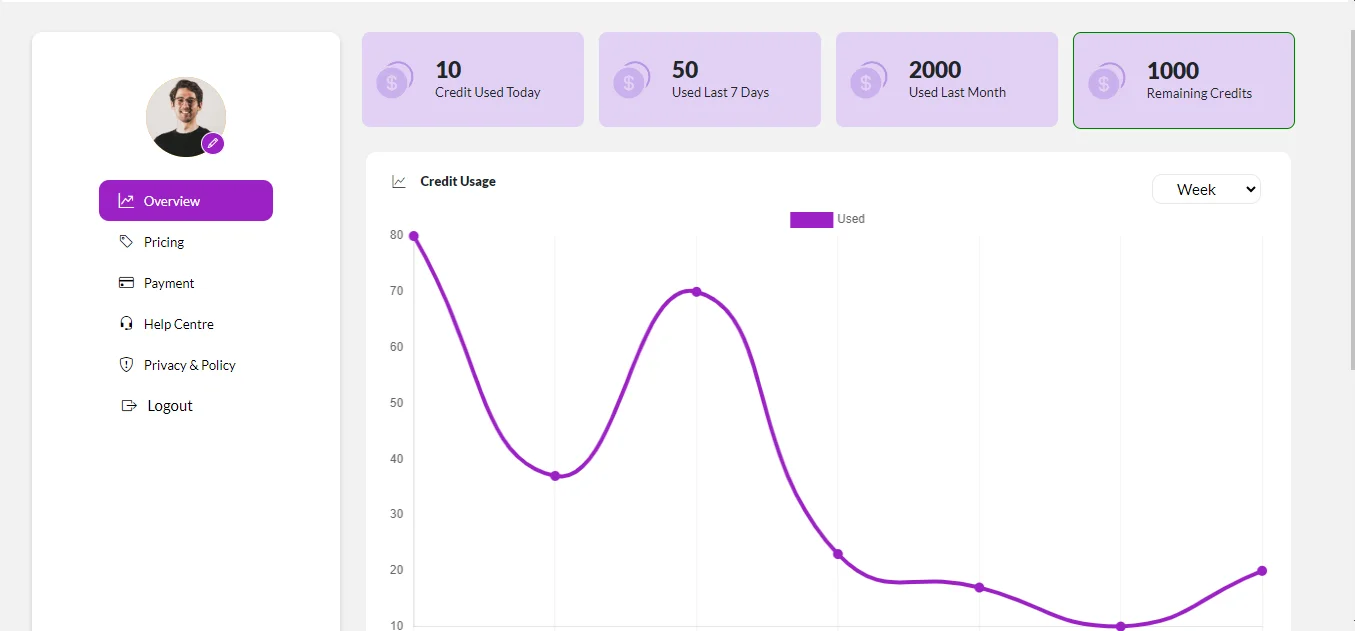 10
Credit Used Today
50
Used Last 7 Days
2000
Used Last Month
1000
Remaining Credits
Overview
Pricing
Payment
Help Centre
Privacy & Policy
Logout
Credit Usage
Week
Used
80
70
60
50
40
30
20
10